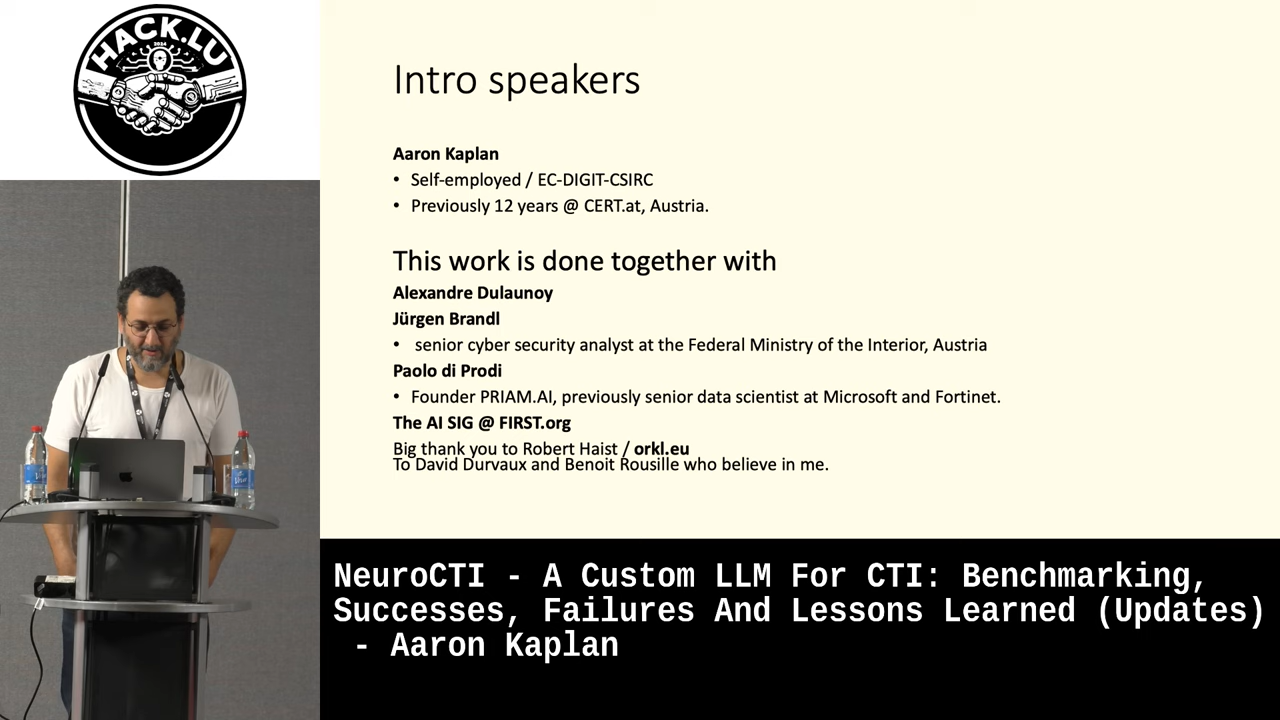 HACK.LU
2024
Intro speakers
Aaron Kaplan
• Self-employed / EC-DIGIT-CSIRC
• Previously 12 years @ CERT.at, Austria.
This work is done together with
Alexandre Dulaunoy
Jürgen Brandl
• senior cyber security analyst at the Federal Ministry of the Interior, Austria
Paolo di Prodi
• Founder PRIAM.AI, previously senior data scientist at Microsoft and Fortinet.
The AI SIG @ FIRST.org
Big thank you to Robert Haist / orkl.eu
To David Durvaux and Benoit Rousille who believe in me.
NeuroCTI - A Custom LLM For CTI: Benchmarking,
Successes, Failures And Lessons Learned (Updates)
- Aaron Kaplan